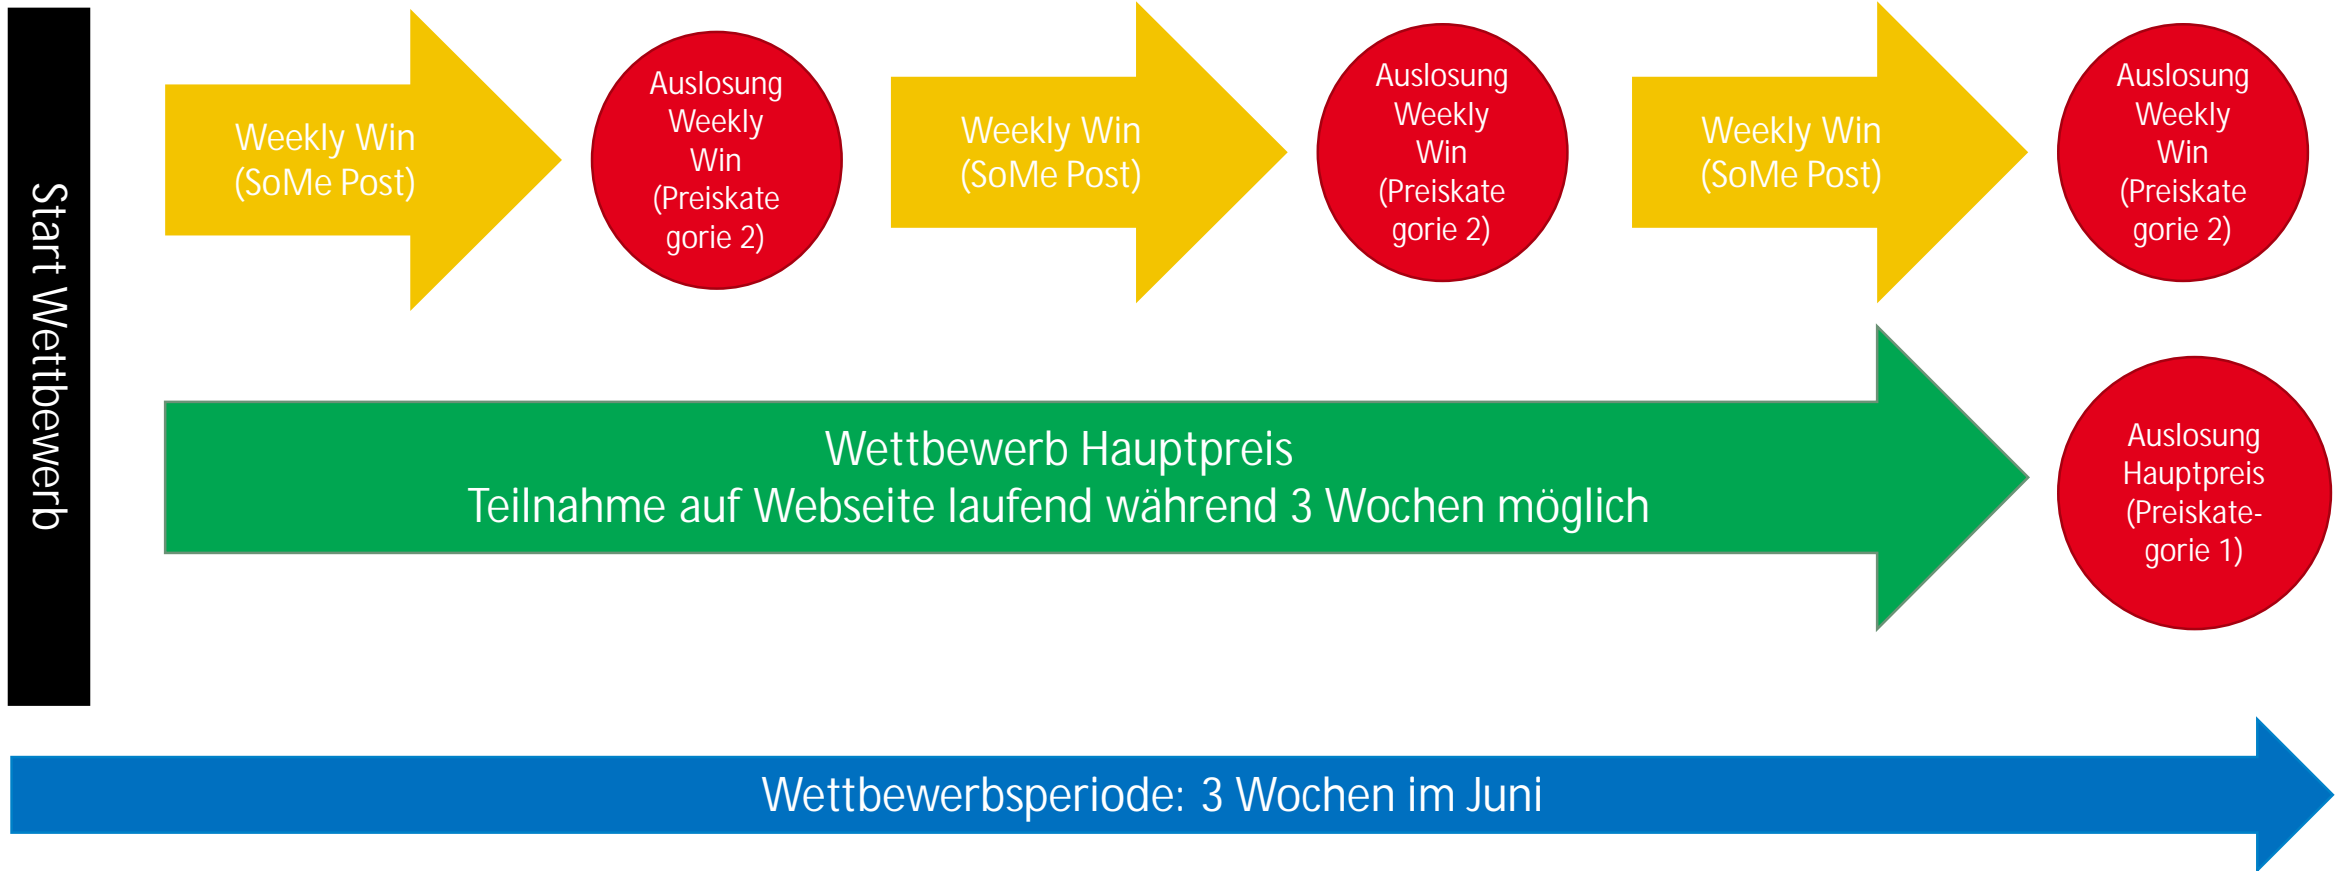 Start Wettbewerb
Weekly Win
(SoMe Post)
Auslosung
Weekly
Win
(Preiskate
gorie 2)
Weekly Win
(SoMe Post)
Auslosung
Weekly
Win
(Preiskate
gorie 2)
Weekly Win
(SoMe Post)
Auslosung
Weekly
Win
(Preiskate
gorie 2)
Wettbewerb Hauptpreis
Teilnahme auf Webseite laufend während 3 Wochen möglich
Auslosung
Hauptpreis
(Preiskate-
gorie 1)
Wettbewerbsperiode: 3 Wochen im Juni